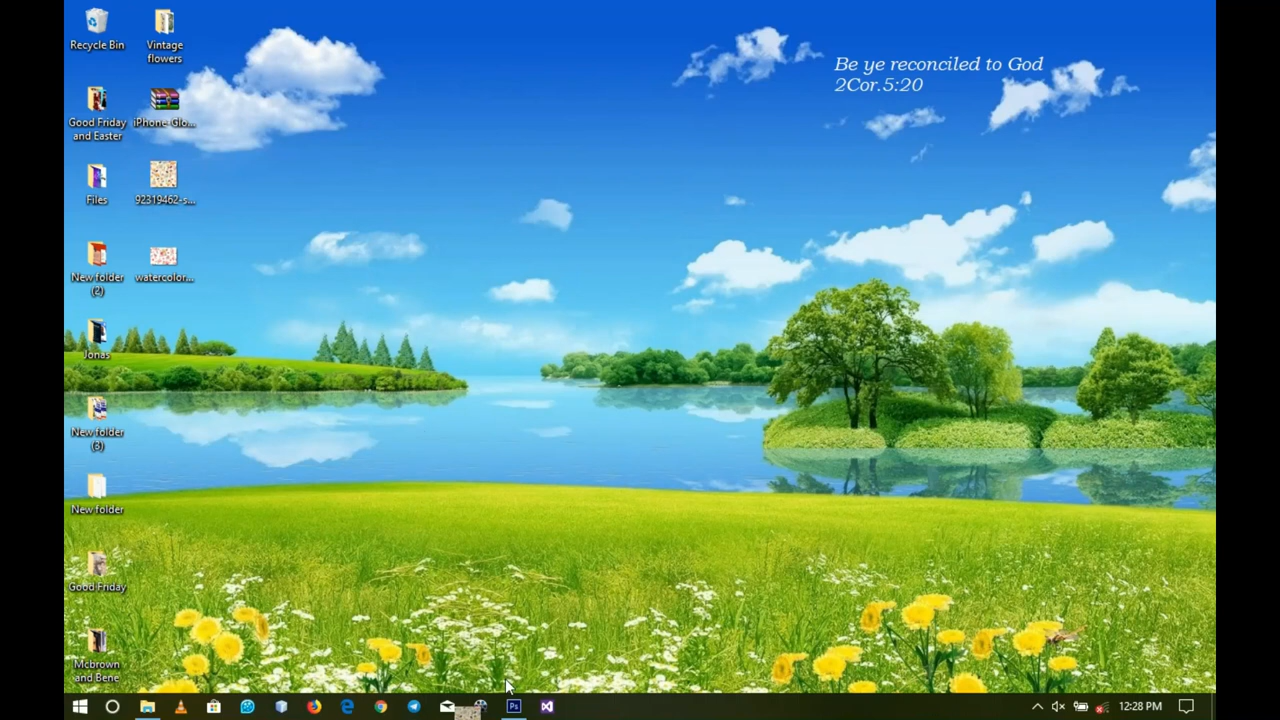 Recycle Bin
Vintage
flowers
Be ye reconciled to God
2Cor.5:20
Good Friday
and Easter
iPhone-Glo...
Files
92319462-s...
New folder
(2)
watercolor...
Jonas
New folder
(3)
New folder
Good Friday
Mcbrown
and Bene
Ps
12:28 PM